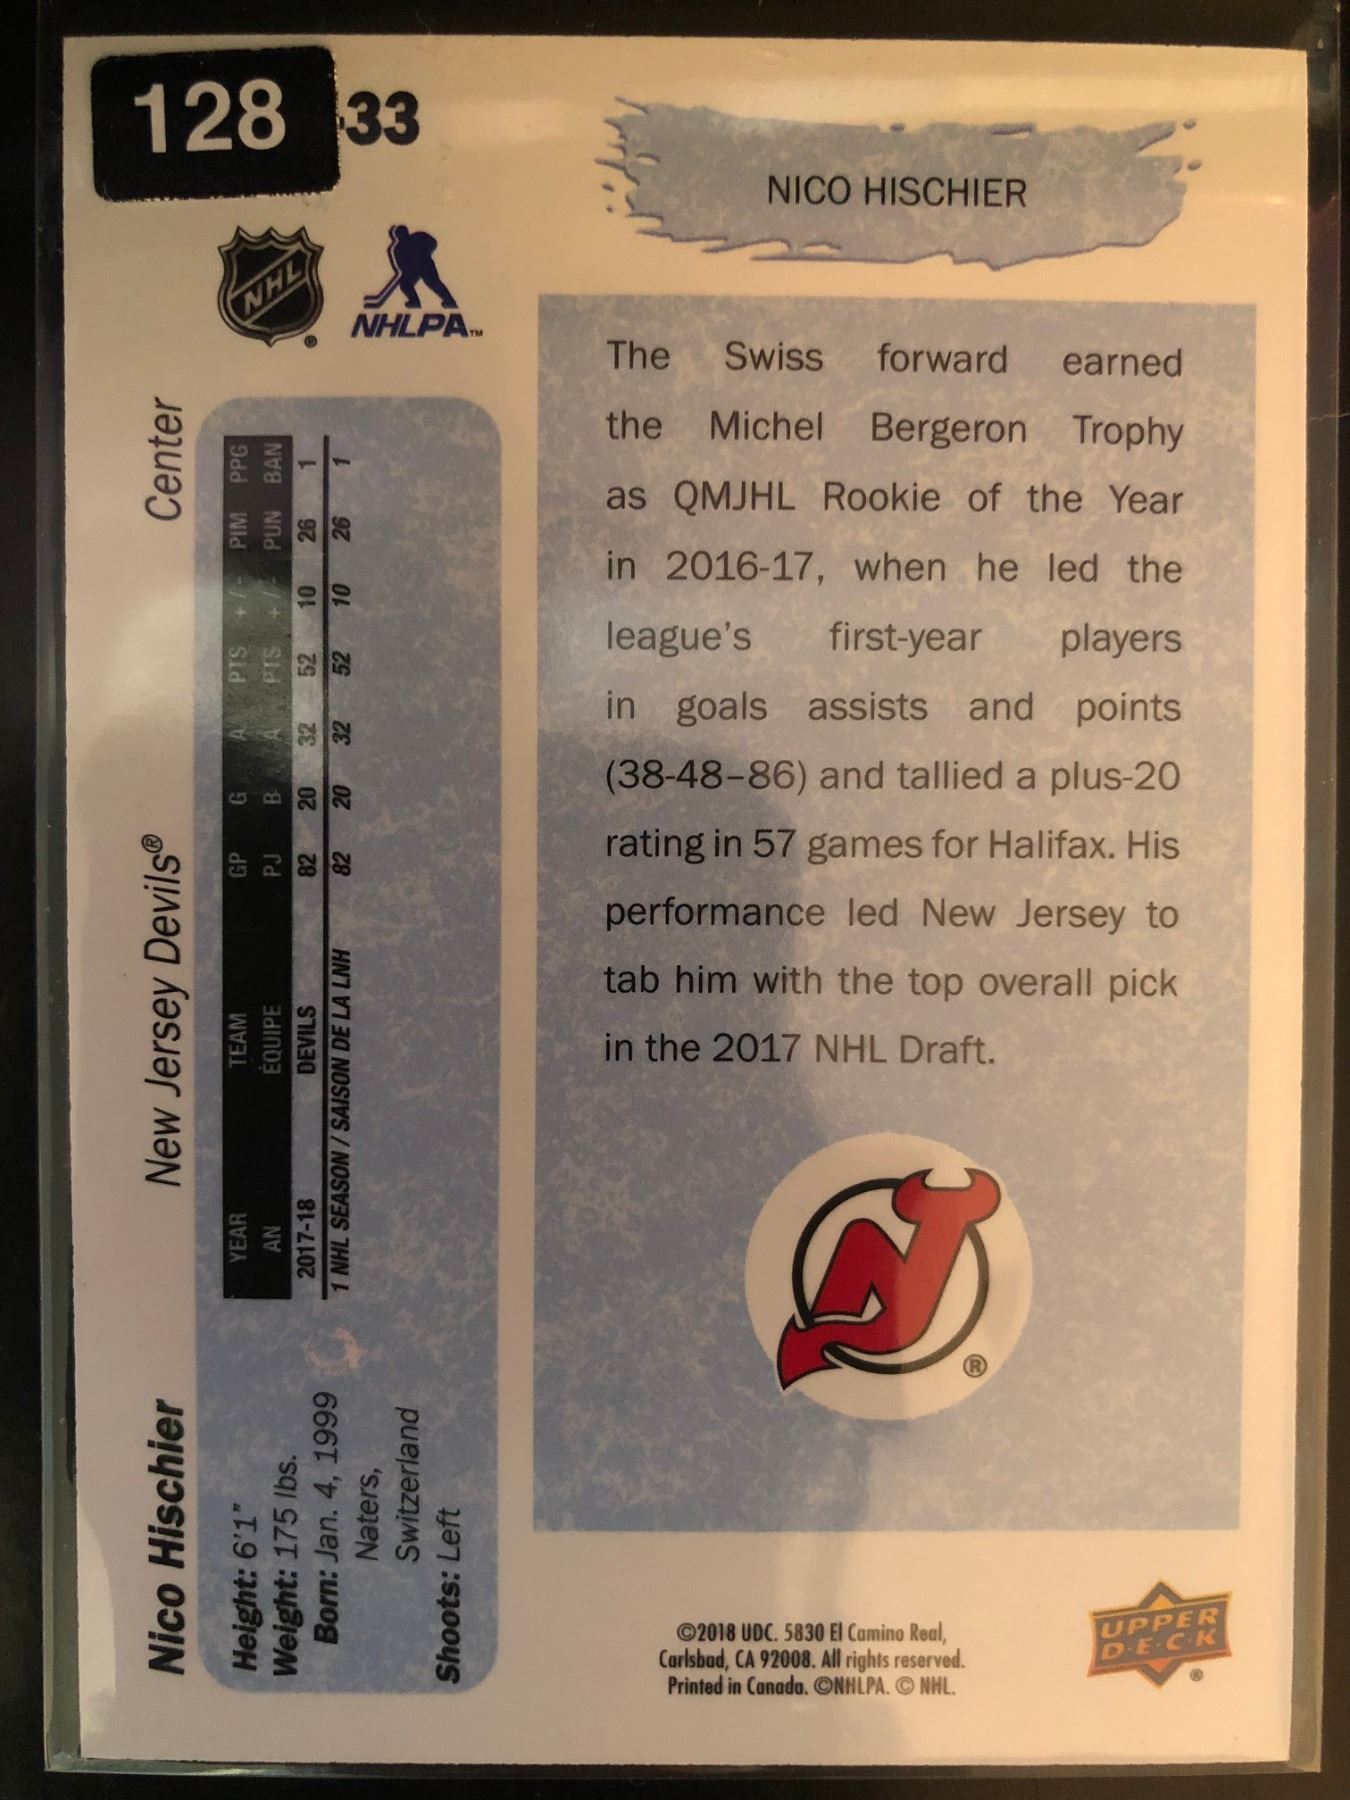 128
-33
NHL
NHLPA™
NICO HISCHIER
The Swiss forward earned
the Michel Bergeron Trophy
as QMJHL Rookie of the Year
in 2016-17, when he led the
league's first-year players
in goals assists and points
(38-48–86) and tallied a plus-20
rating in 57 games for Halifax. His
performance led New Jersey to
tab him with the top overall pick
in the 2017 NHL Draft.
®
Nico Hischier New Jersey Devils® Center
YEAR TEAM GP G A PTS +/- PIM PPG
AN ÉQUIPE PJ B A PTS +/- PUN BAN
2017-18 DEVILS 82 20 32 52 10 26 1
1 NHL SEASON / SAISON DE LA LNH 82 20 32 52 10 26 1
Height: 6'1"
Weight: 175 lbs.
Born: Jan. 4, 1999
Naters,
Switzerland
Shoots: Left
©2018 UDC. 5830 El Camino Real,
Carlsbad, CA 92008. All rights reserved.
Printed in Canada. ©NHLPA. © NHL.
UPPER
D·E·C·K
®